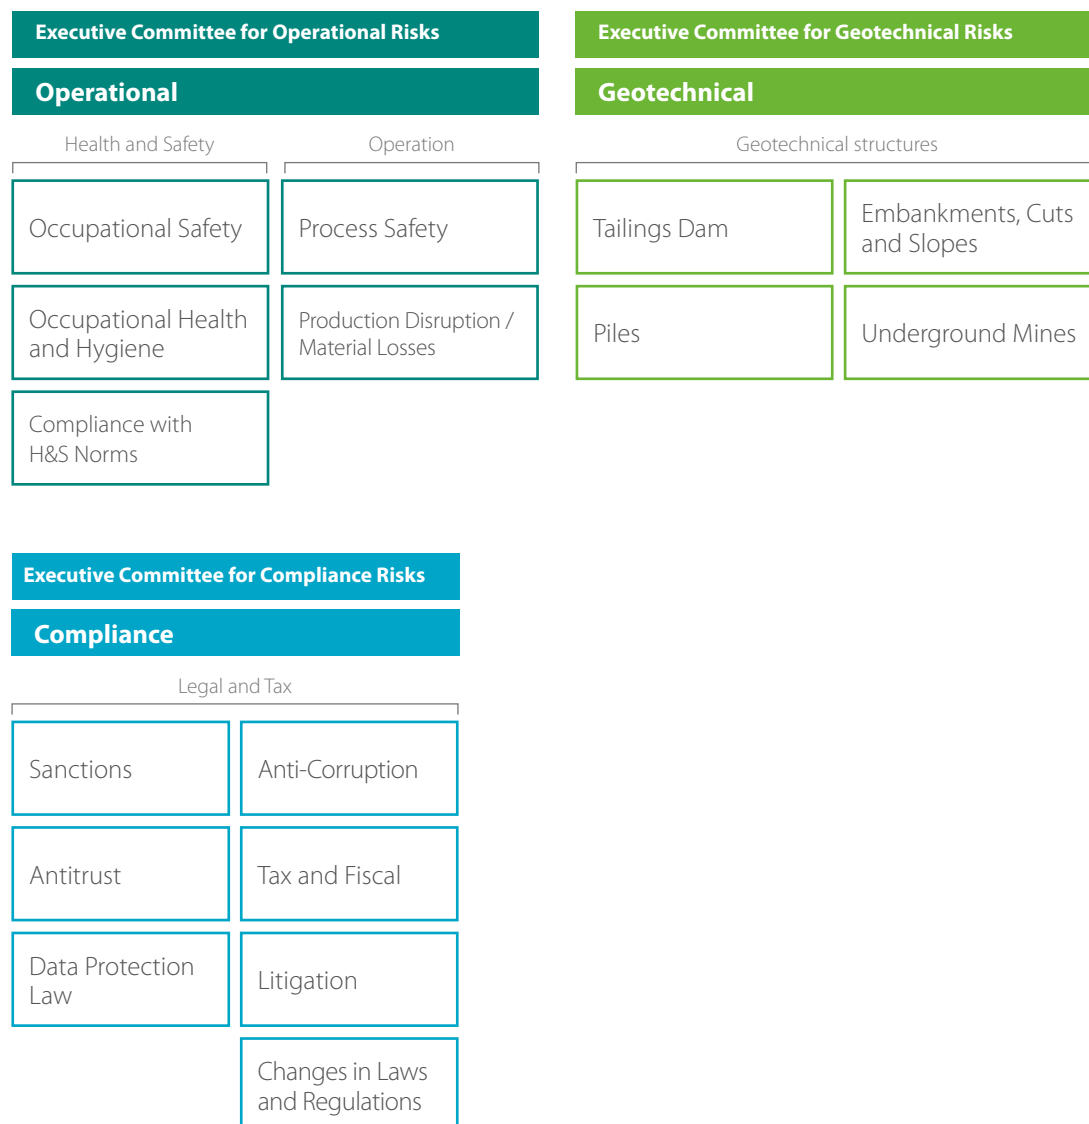 Executive Committee for Operational Risks
Operational
Health and Safety
Operation
Occupational Safety
Process Safety
Occupational Health
and Hygiene
Production Disruption /
Material Losses
Compliance with
H&S Norms
Executive Committee for Geotechnical Risks
Geotechnical
Geotechnical structures
Tailings Dam
Embankments, Cuts
and Slopes
Piles
Underground Mines
Executive Committee for Compliance Risks
Compliance
Legal and Tax
Sanctions
Anti-Corruption
Antitrust
Tax and Fiscal
Data Protection
Law
Litigation
Changes in Laws
and Regulations